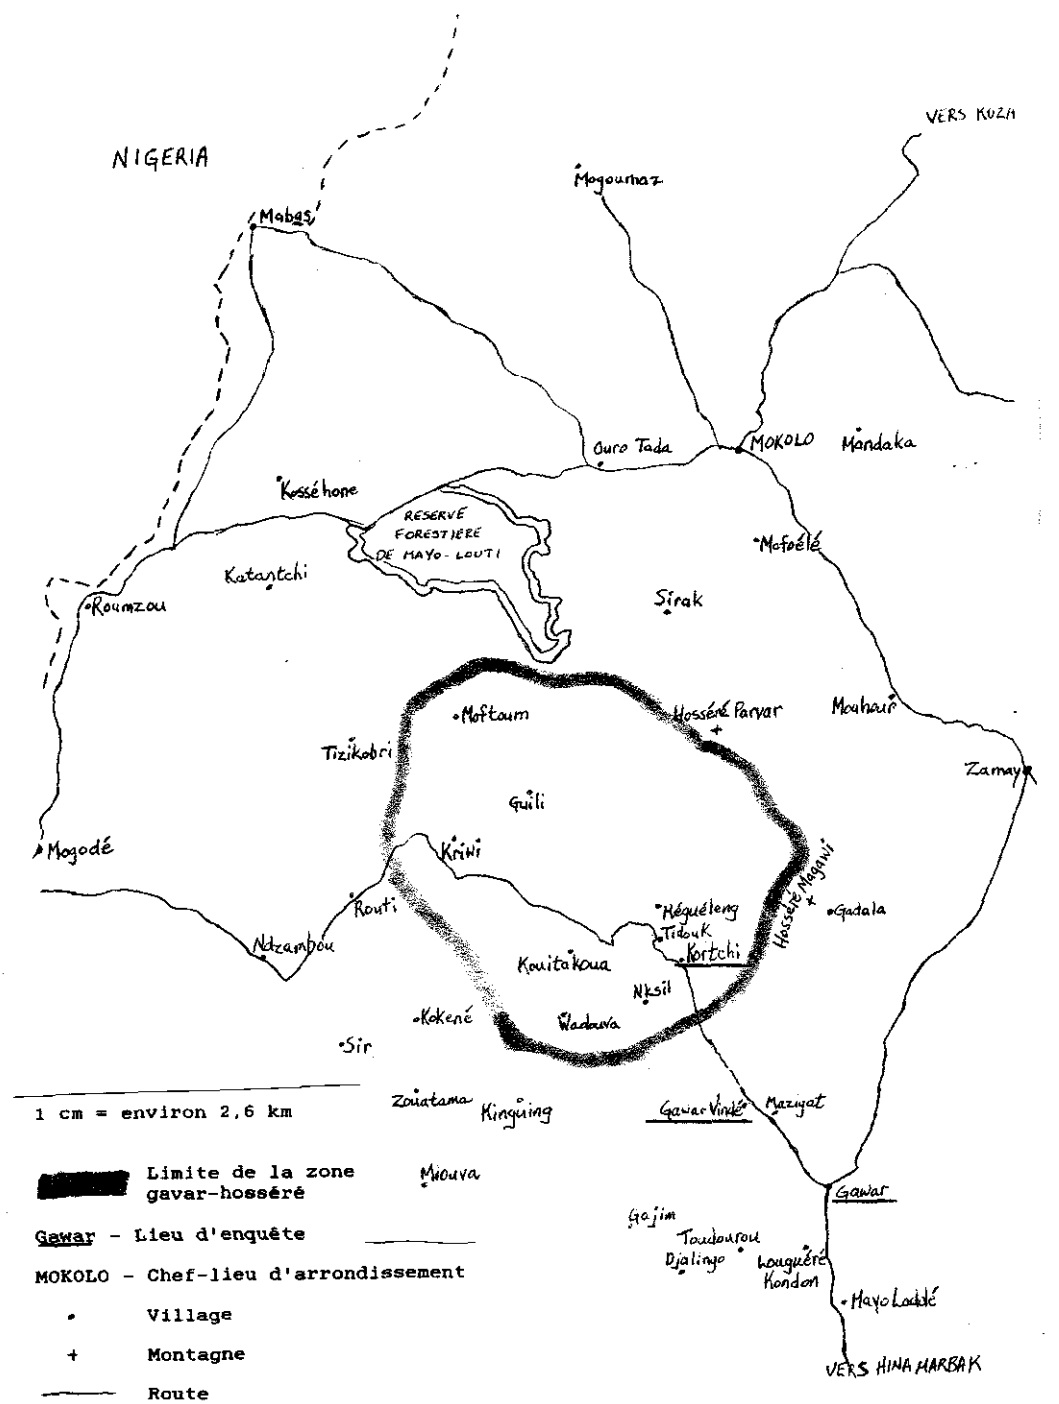 VERS KOZA
NIGERIA
Mogoumaz
Mabas
Ouro Tada
MOKOLO
Mandaka
Kosséhone
RESERVE
FORESTIERE
DE MAYO-LOUTI
Mofoélé
Katantchi
Roumzou
Sirak
Moftoum
Hosséré Parvar
Mouhour
Tizikobri
Zamay
Guili
Mogodé
Kriwi
Hosséré Magawi
Routi
Méguéleng
Gadala
Tidouk
Ndzambou
Kortchi
Kouitakoua
Nksil
Kokené
Wadawa
Sir
1 cm = environ 2,6 km
Zouatama
Kinguing
Gawar Vindé
Maziyat
Limite de la zone
gavar-hosséré
Miouva
Gawar
Gawar - Lieu d'enquête
Gajim
Toudourou
Djalingo
Louguéré
Kondon
MOKOLO - Chef-lieu d'arrondissement
Mayo Loddé
Village
Montagne
VERS HINA MARBAK
Route